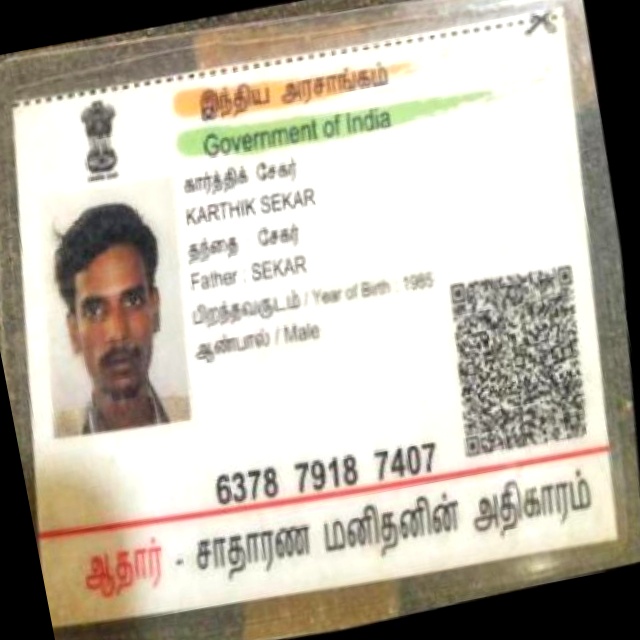 இந்திய அரசாங்கம்
Government of India
கார்த்திக் சேகர்
KARTHIK SEKAR
தந்தை சேகர்
Father : SEKAR
பிறந்தவருடம் / Year of Birth : 1985
ஆண்பால் / Male
6378 7918 7407
ஆதார் - சாதாரண மனிதனின் அதிகாரம்